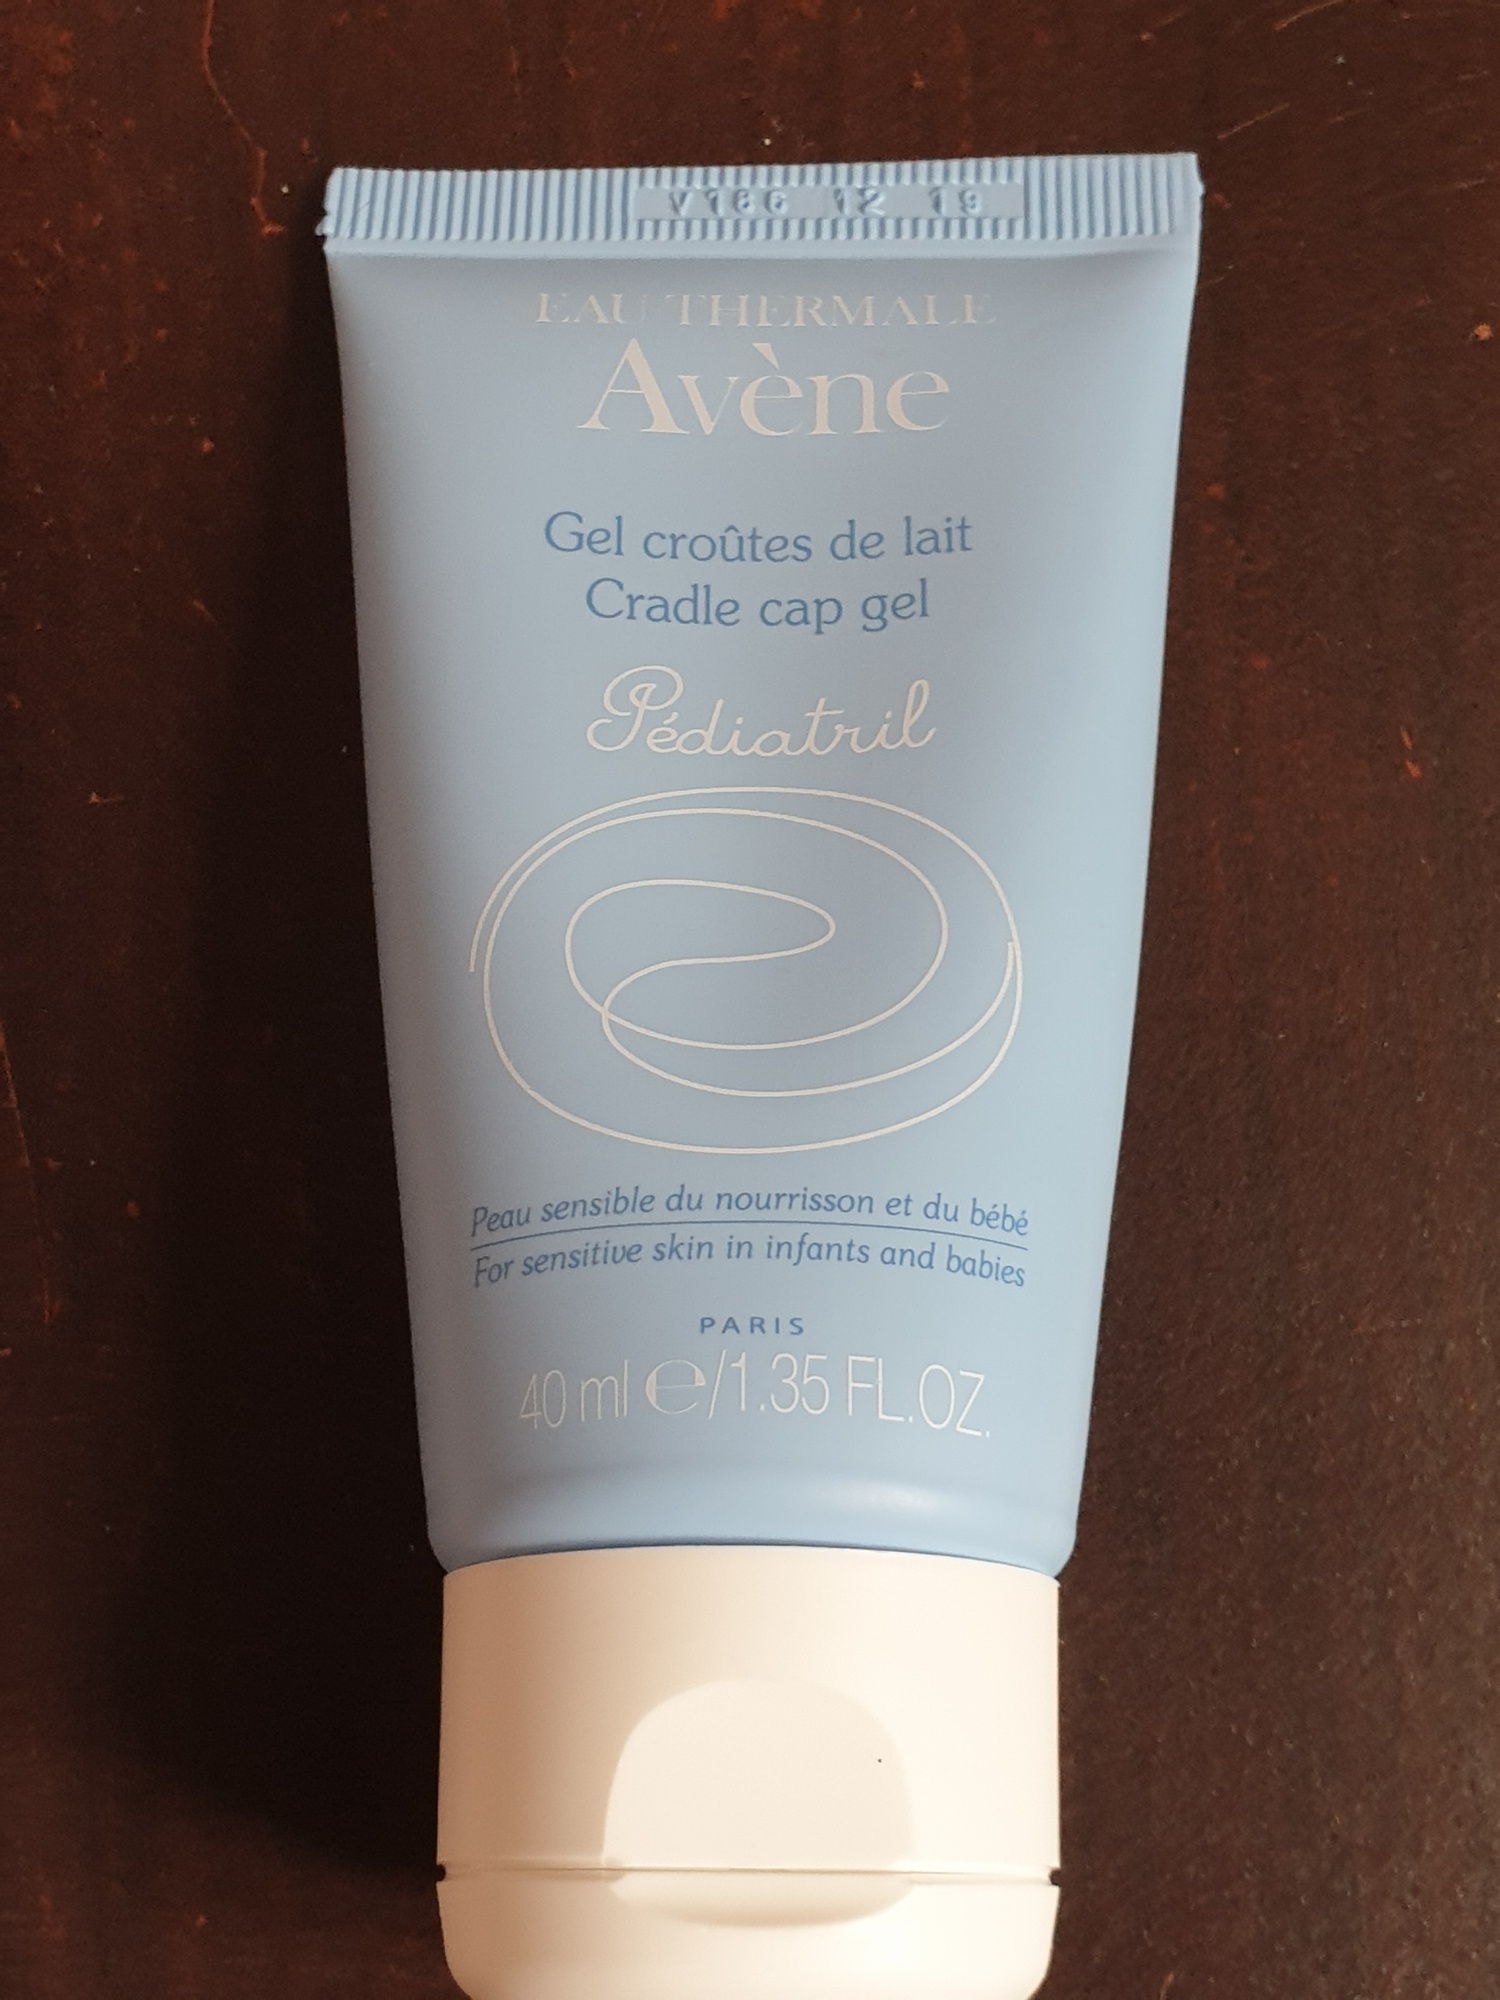 V186 12 19
EAU THERMALE
Avène
Gel croûtes de lait
Cradle cap gel
Pédiatril
Peau sensible du nourrisson et du bébé
For sensitive skin in infants and babies
PARIS
40 ml ℮/1.35 FL.OZ.